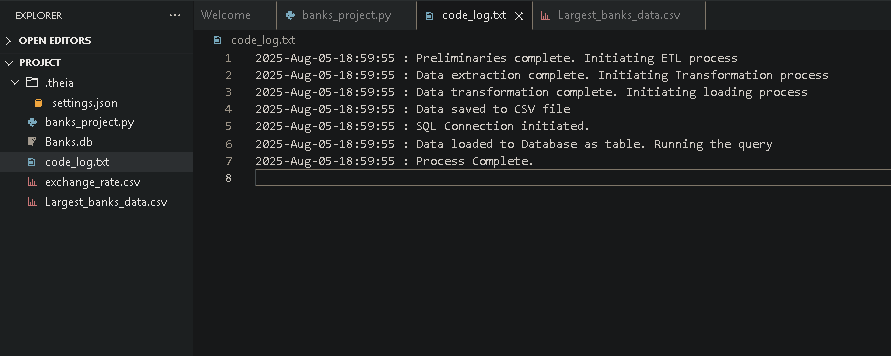 EXPLORER
Welcome
banks_project.py
code_log.txt
Largest_banks_data.csv
OPEN EDITORS
PROJECT
.theia
settings.json
banks_project.py
Banks.db
code_log.txt
exchange_rate.csv
Largest_banks_data.csv
code_log.txt
1 2025-Aug-05-18:59:55 : Preliminaries complete. Initiating ETL process
2 2025-Aug-05-18:59:55 : Data extraction complete. Initiating Transformation process
3 2025-Aug-05-18:59:55 : Data transformation complete. Initiating loading process
4 2025-Aug-05-18:59:55 : Data saved to CSV file
5 2025-Aug-05-18:59:55 : SQL Connection initiated.
6 2025-Aug-05-18:59:55 : Data loaded to Database as table. Running the query
7 2025-Aug-05-18:59:55 : Process Complete.
8